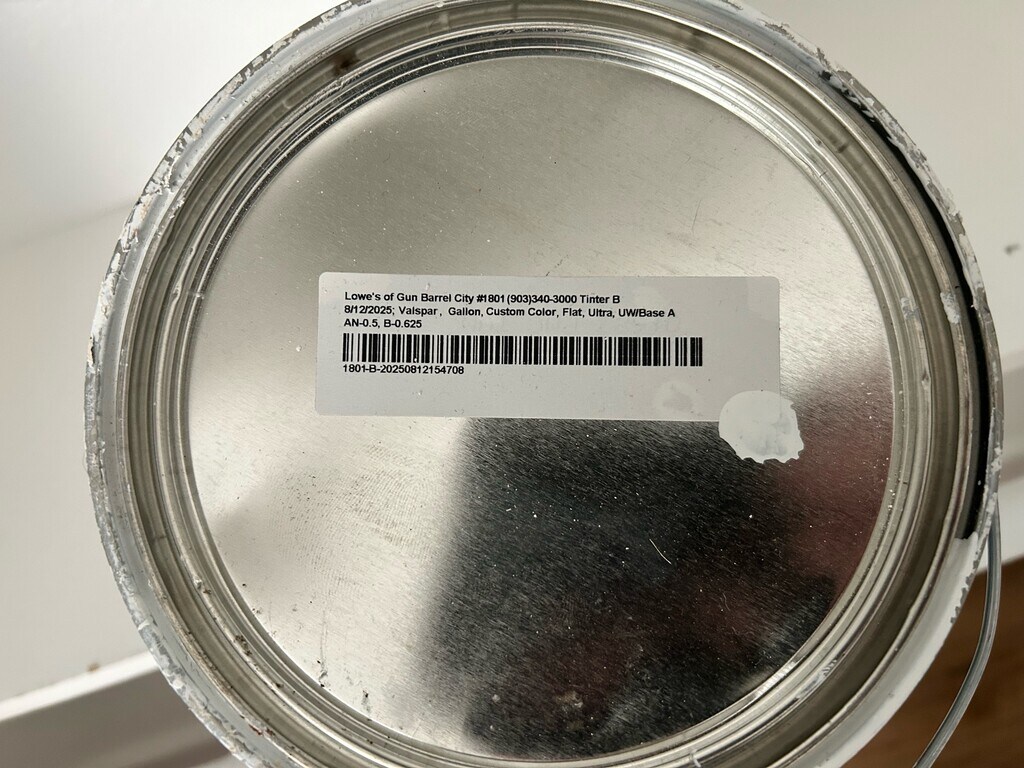 Lowe's of Gun Barrel City #1801 (903)340-3000 Tinter B
8/12/2025; Valspar , Gallon, Custom Color, Flat, Ultra, UW/Base A
AN-0.5, B-0.625
1801-B-20250812154708